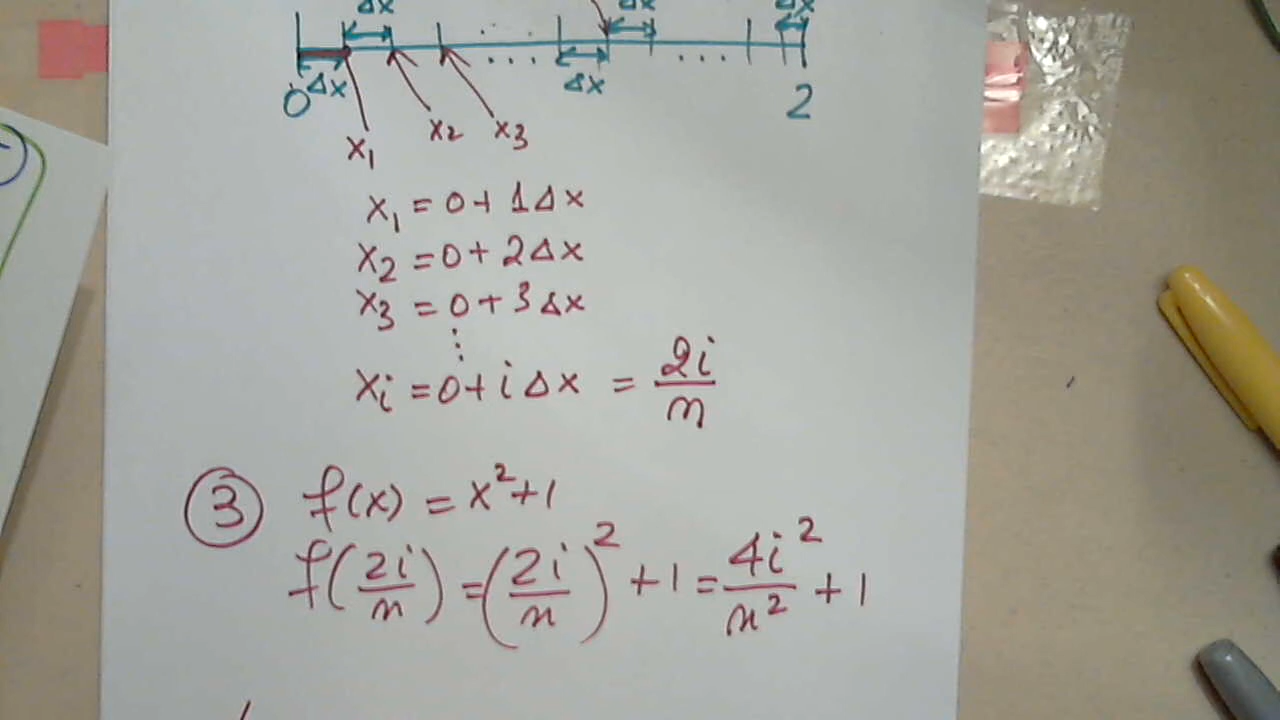 Δx Δx Δx
. . . . . .
0 Δx Δx 2
x₁ x₂ x₃
x₁ = 0 + 1Δx
x₂ = 0 + 2Δx
x₃ = 0 + 3Δx
⋮
xᵢ = 0 + iΔx = 2i/n
③ f(x) = x² + 1
f(2i/n) = (2i/n)² + 1 = 4i²/n² + 1